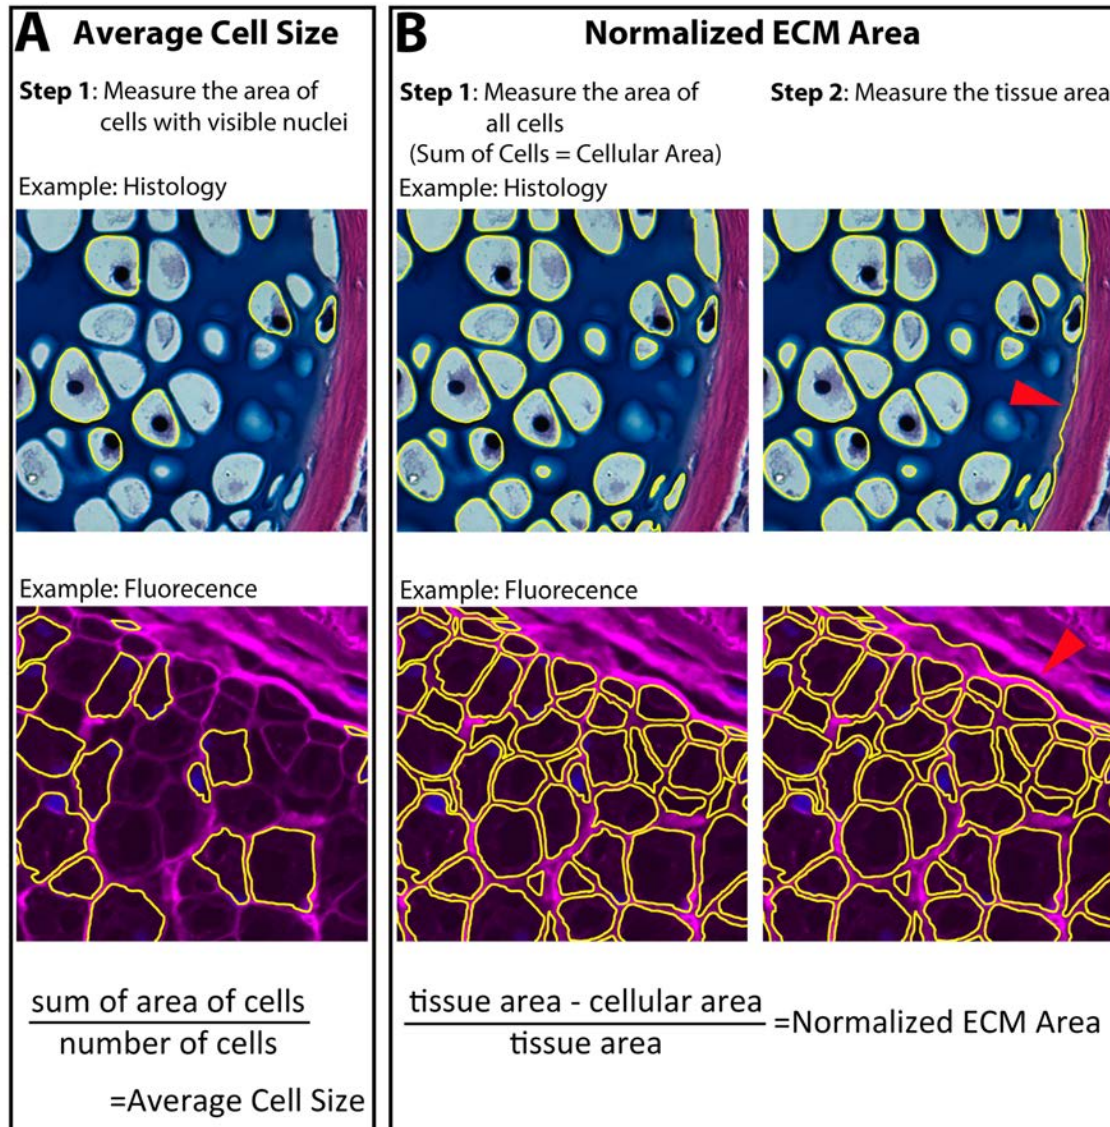 A Average Cell Size
Step 1: Measure the area of
cells with visible nuclei
Example: Histology
Example: Fluorecence
sum of area of cells
number of cells
=Average Cell Size
B Normalized ECM Area
Step 1: Measure the area of
all cells
(Sum of Cells = Cellular Area)
Example: Histology
Step 2: Measure the tissue area
Example: Fluorecence
tissue area - cellular area
tissue area
=Normalized ECM Area